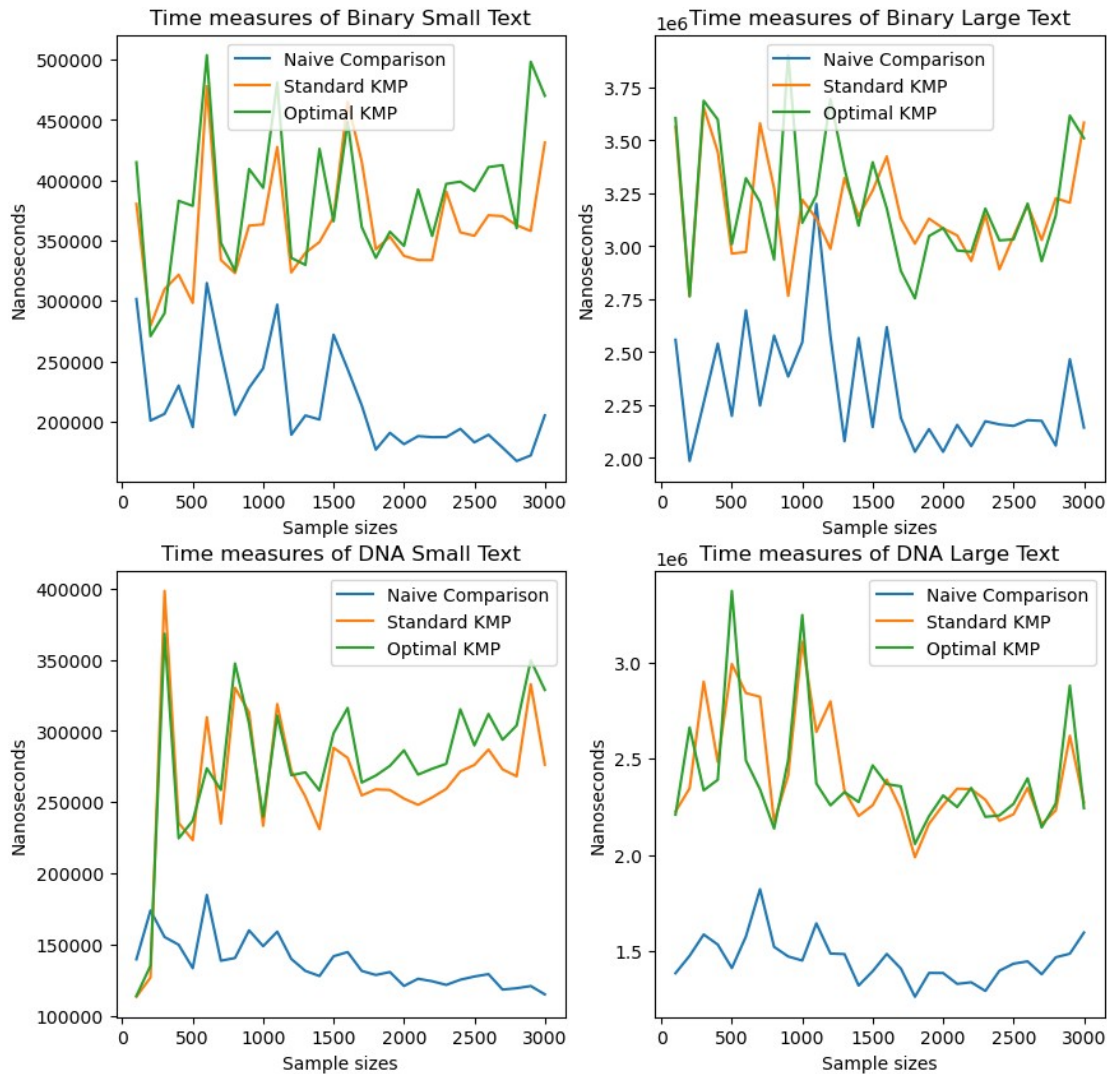 Time measures of Binary Small Text
Naive Comparison
Standard KMP
Optimal KMP
500000
450000
400000
350000
300000
250000
200000
Nanoseconds
0 500 1000 1500 2000 2500 3000
Sample sizes
Time measures of Binary Large Text
1e6
Naive Comparison
Standard KMP
Optimal KMP
3.75
3.50
3.25
3.00
2.75
2.50
2.25
2.00
Nanoseconds
0 500 1000 1500 2000 2500 3000
Sample sizes
Time measures of DNA Small Text
Naive Comparison
Standard KMP
Optimal KMP
400000
350000
300000
250000
200000
150000
100000
Nanoseconds
0 500 1000 1500 2000 2500 3000
Sample sizes
Time measures of DNA Large Text
1e6
Naive Comparison
Standard KMP
Optimal KMP
3.0
2.5
2.0
1.5
Nanoseconds
0 500 1000 1500 2000 2500 3000
Sample sizes